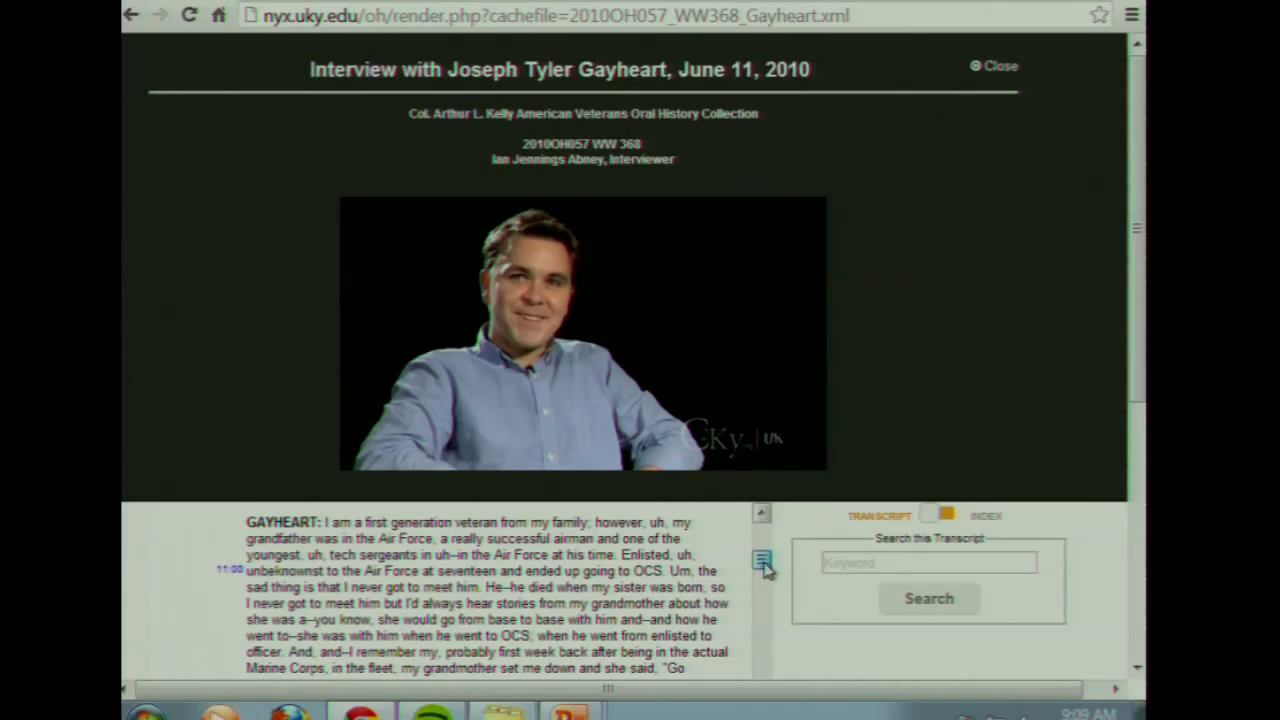 nyx.uky.edu/oh/render.php?cachefile=2010OH057_WW368_Gayheart.xml
Interview with Joseph Tyler Gayheart, June 11, 2010
Close
Col. Arthur L. Kelly American Veterans Oral History Collection
2010OH057 WW 368
Ian Jennings Abney, Interviewer
Ky | UK
GAYHEART: I am a first generation veteran from my family; however, uh, my
grandfather was in the Air Force, a really successful airman and one of the
youngest, uh, tech sergeants in uh--in the Air Force at his time. Enlisted, uh,
11:00 unbeknownst to the Air Force at seventeen and ended up going to OCS. Um, the
sad thing is that I never got to meet him. He--he died when my sister was born, so
I never got to meet him but I'd always hear stories from my grandmother about how
she was a--you know, she would go from base to base with him and--and how he
went to--she was with him when he went to OCS, when he went from enlisted to
officer. And, and--I remember my, probably first week back after being in the actual
Marine Corps, in the fleet, my grandmother set me down and she said, "Go
TRANSCRIPT INDEX
Search this Transcript
Keyword
Search
9:09 AM